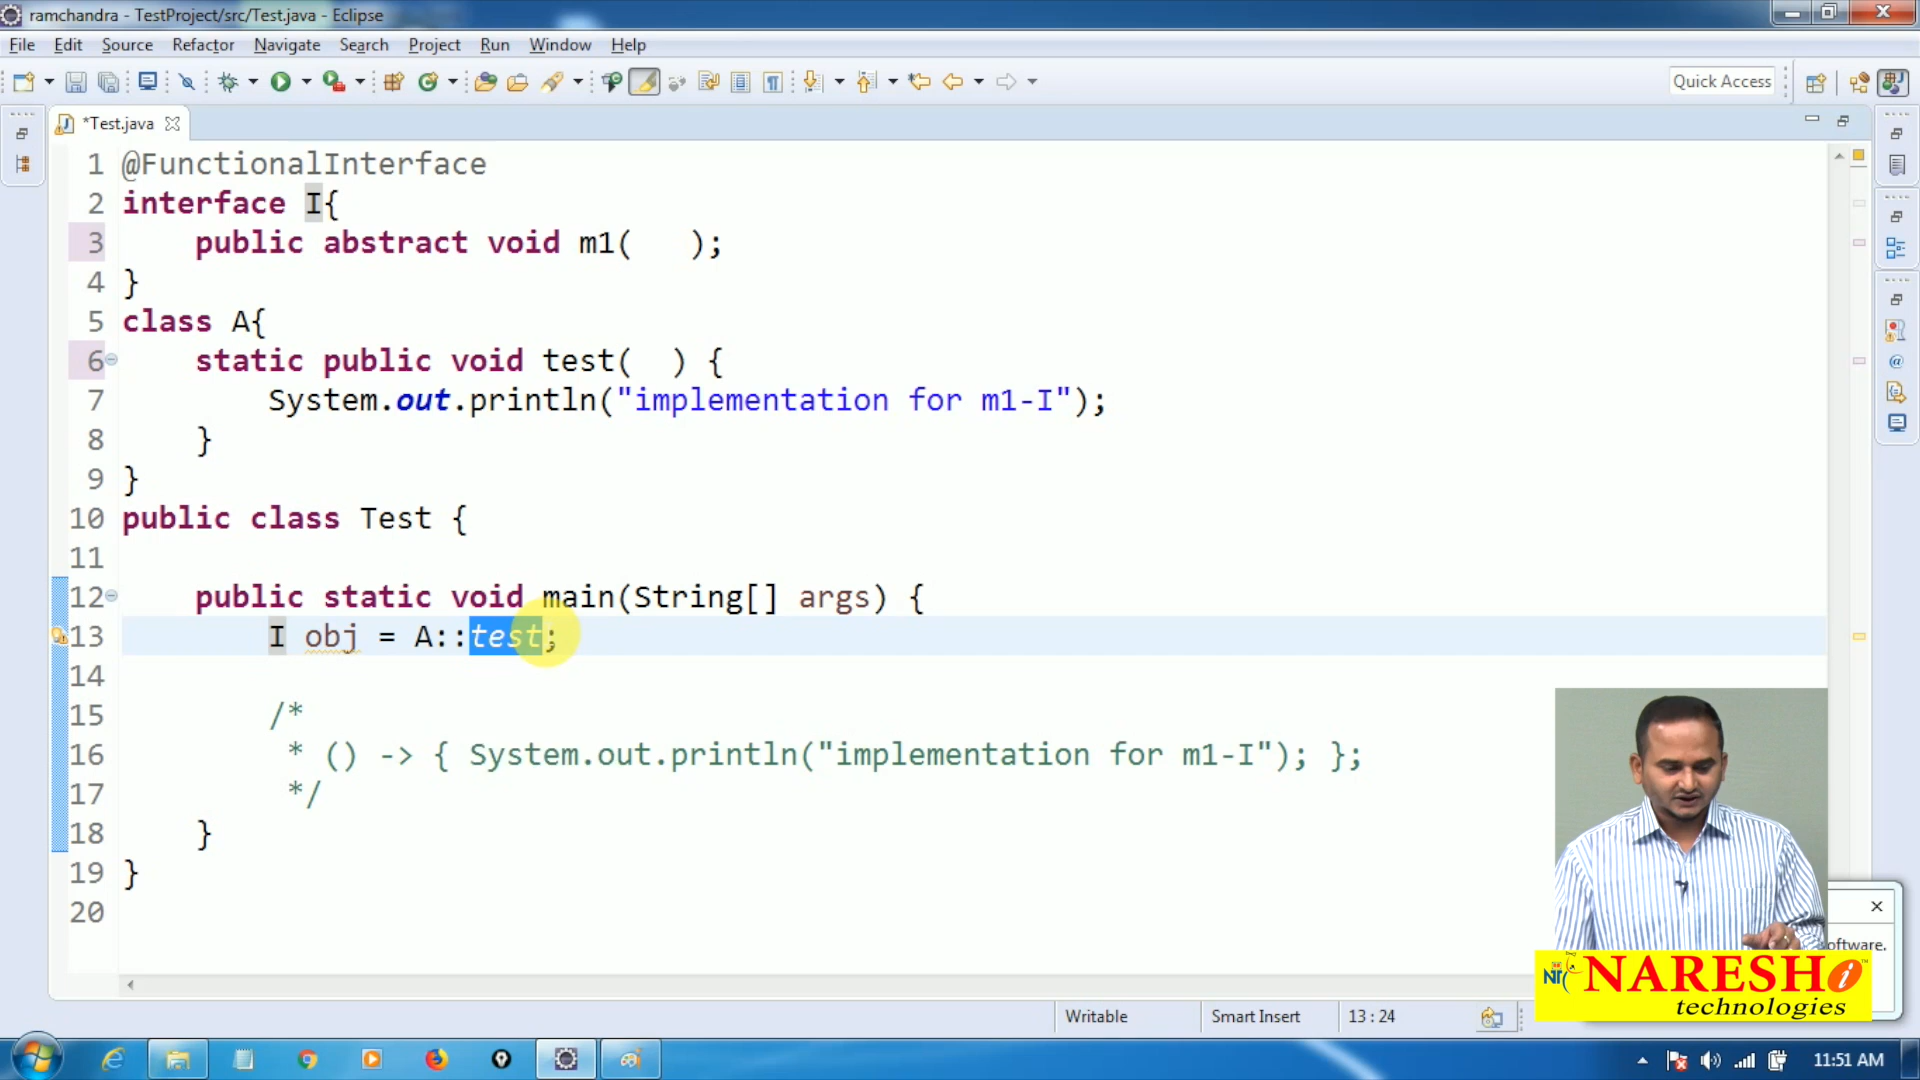 ramchandra - TestProject/src/Test.java - Eclipse
File Edit Source Refactor Navigate Search Project Run Window Help
Quick Access
*Test.java
1 @FunctionalInterface
2 interface I{
3 public abstract void m1( );
4 }
5 class A{
6 static public void test( ) {
7 System.out.println("implementation for m1-I");
8 }
9 }
10 public class Test {
11
12 public static void main(String[] args) {
13 I obj = A::test;
14
15 /*
16 * () -> { System.out.println("implementation for m1-I"); };
17 */
18 }
19 }
20
oftware.
NARESHi
technologies
Writable Smart Insert 13 : 24
11:51 AM